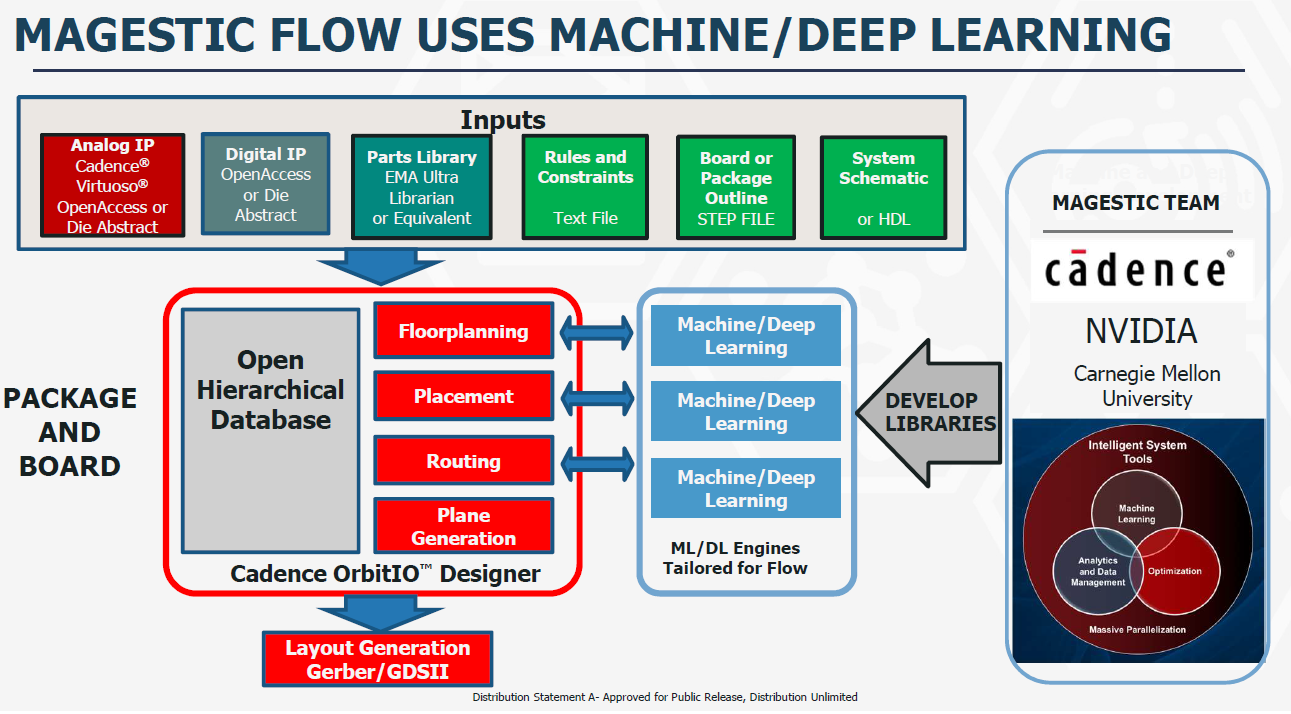 MAGESTIC FLOW USES MACHINE/DEEP LEARNING
Inputs
Analog IP
Cadence®
Virtuoso®
OpenAccess or
Die Abstract
Digital IP
OpenAccess
or Die
Abstract
Parts Library
EMA Ultra
Librarian
or Equivalent
Rules and
Constraints
Text File
Board or
Package
Outline
STEP FILE
System
Schematic
or HDL
PACKAGE
AND
BOARD
Open
Hierarchical
Database
Floorplanning
Placement
Routing
Plane
Generation
Cadence OrbitIO™ Designer
Machine/Deep
Learning
Machine/Deep
Learning
Machine/Deep
Learning
ML/DL Engines
Tailored for Flow
DEVELOP
LIBRARIES
MAGESTIC TEAM
cādence®
NVIDIA
Carnegie Mellon
University
Intelligent System
Tools
Machine
Learning
Analytics
and Data
Management
Optimization
Massive Parallelization
Layout Generation
Gerber/GDSII
Distribution Statement A- Approved for Public Release, Distribution Unlimited